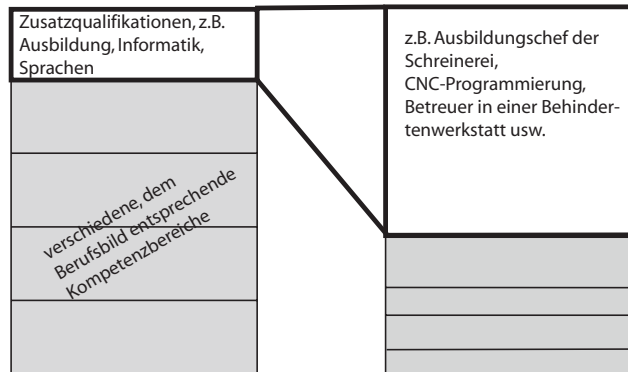 Zusatzqualifikationen, z.B.
Ausbildung, Informatik,
Sprachen
z.B. Ausbildungschef der
Schreinerei,
CNC-Programmierung,
Betreuer in einer Behinder-
tenwerkstatt usw.
verschiedene, dem
Berufsbild entsprechende
Kompetenzbereiche